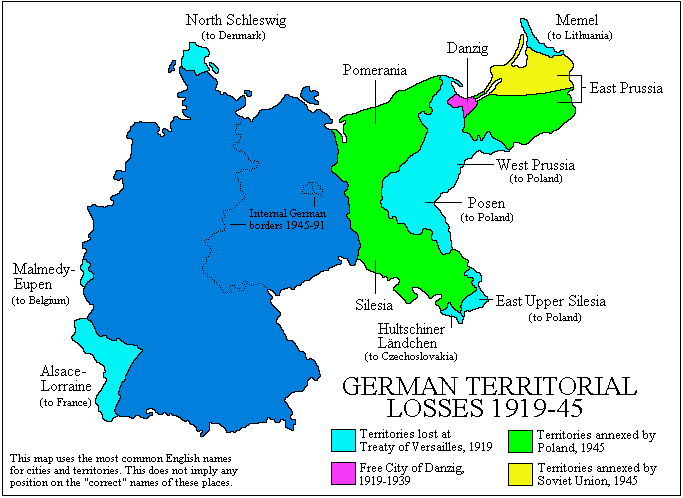 North Schleswig
(to Denmark)
Memel
(to Lithuania)
Danzig
Pomerania
East Prussia
West Prussia
(to Poland)
Posen
(to Poland)
Internal German
borders 1945-91
Malmedy-
Eupen
(to Belgium)
Silesia
East Upper Silesia
(to Poland)
Hultschiner
Ländchen
(to Czechoslovakia)
Alsace-
Lorraine
(to France)
GERMAN TERRITORIAL
LOSSES 1919-45
Territories lost at
Treaty of Versailles, 1919
Territories annexed by
Poland, 1945
Free City of Danzig,
1919-1939
Territories annexed by
Soviet Union, 1945
This map uses the most common English names
for cities and territories. This does not imply any
position on the "correct" names of these places.